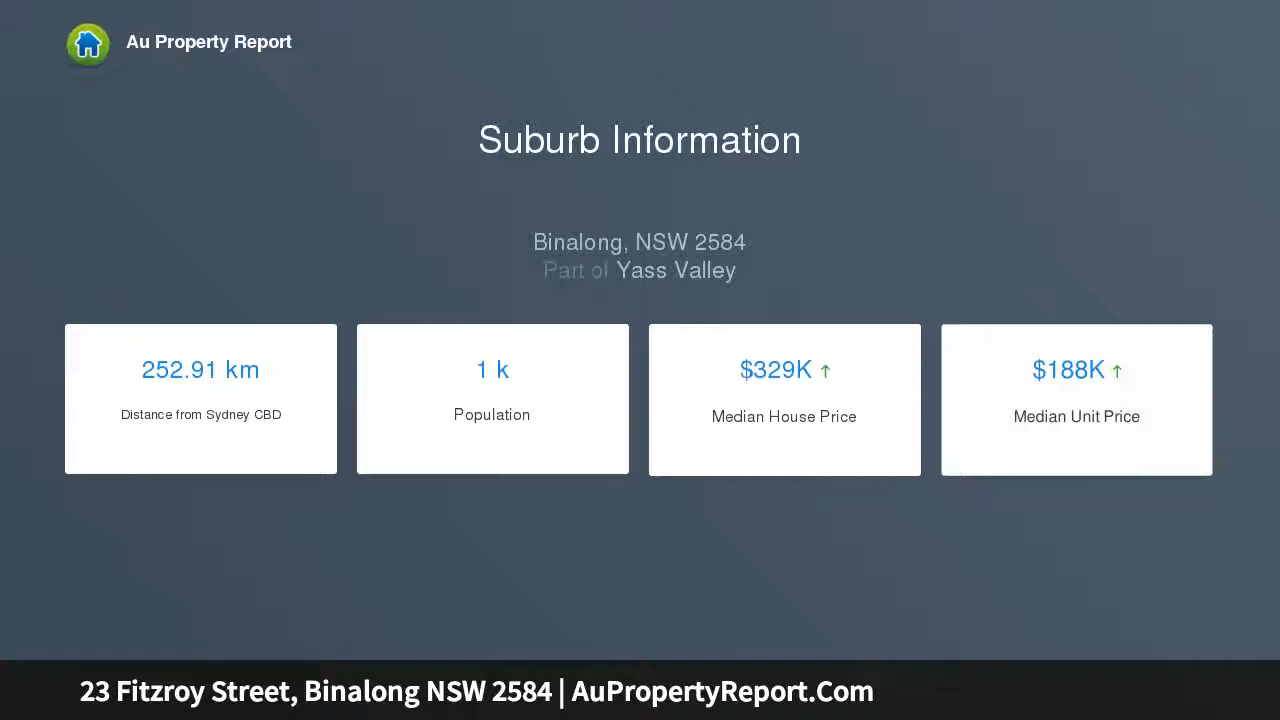 Au Property Report
Suburb Information
Binalong, NSW 2584
Part of Yass Valley
252.91 km
Distance from Sydney CBD
1 k
Population
$329K ↑
Median House Price
$188K ↑
Median Unit Price
23 Fitzroy Street, Binalong NSW 2584 | AuPropertyReport.Com